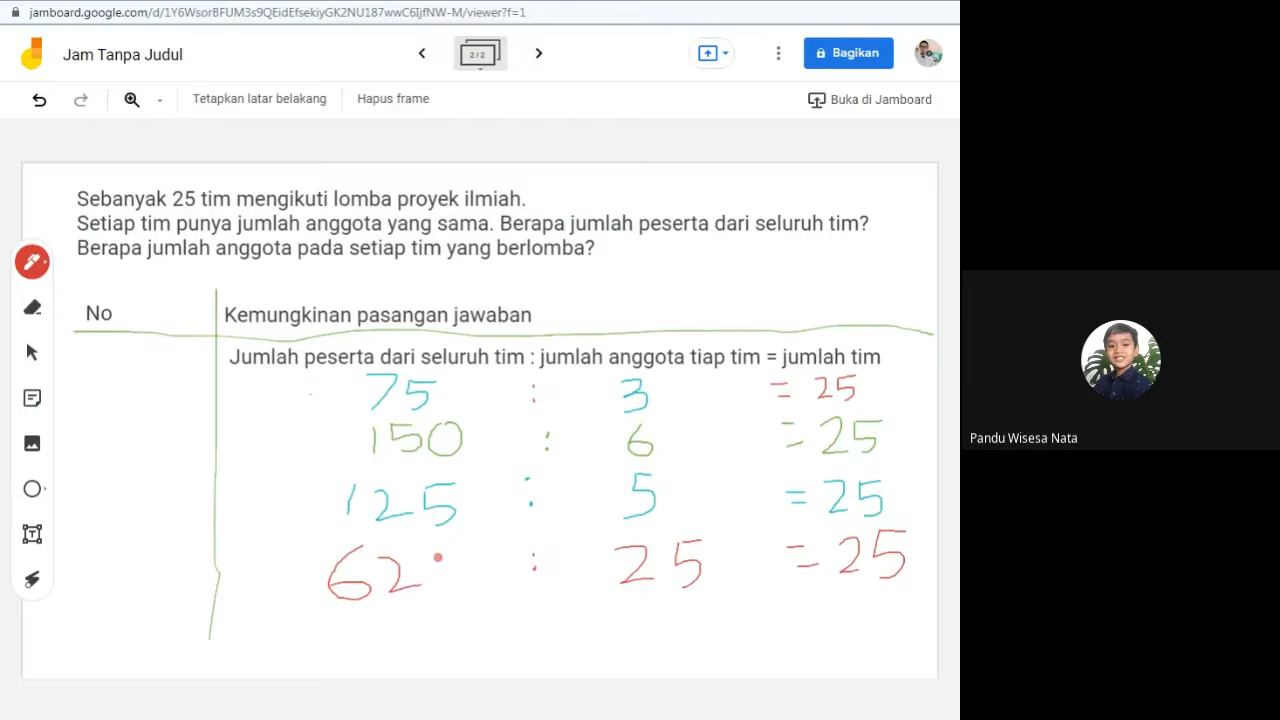 jamboard.google.com/d/1Y6WsorBFUM3s9QEidEfsekiyGK2NU187wwC6IjfNW-M/viewer?f=1
Jam Tanpa Judul
2 / 2
Bagikan
Tetapkan latar belakang
Hapus frame
Buka di Jamboard
Sebanyak 25 tim mengikuti lomba proyek ilmiah.
Setiap tim punya jumlah anggota yang sama. Berapa jumlah peserta dari seluruh tim?
Berapa jumlah anggota pada setiap tim yang berlomba?
No Kemungkinan pasangan jawaban
Jumlah peserta dari seluruh tim : jumlah anggota tiap tim = jumlah tim
75 : 3 = 25
150 : 6 = 25
125 : 5 = 25
62 : 25 = 25
Pandu Wisesa Nata